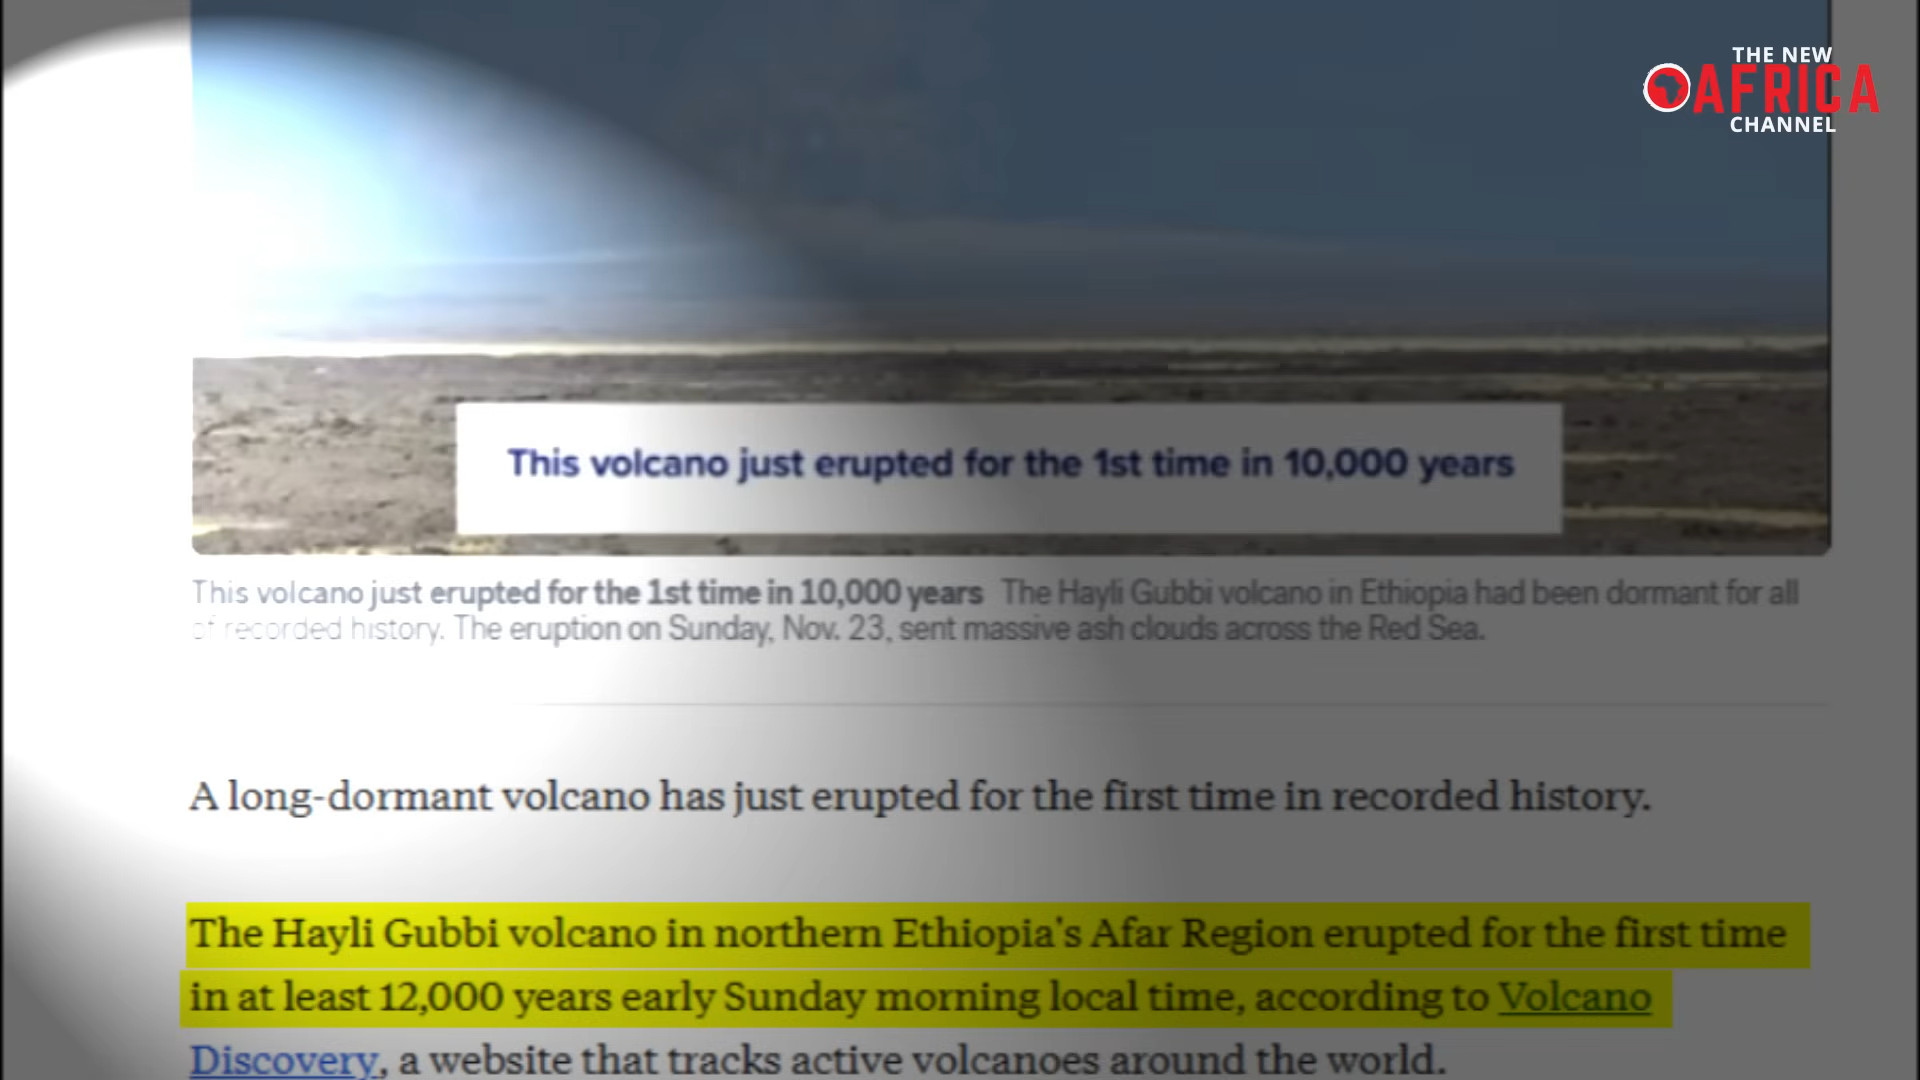 THE NEW
AFRICA
CHANNEL
This volcano just erupted for the 1st time in 10,000 years
This volcano just erupted for the 1st time in 10,000 years The Hayli Gubbi volcano in Ethiopia had been dormant for all
of recorded history. The eruption on Sunday, Nov. 23, sent massive ash clouds across the Red Sea.
A long-dormant volcano has just erupted for the first time in recorded history.
The Hayli Gubbi volcano in northern Ethiopia's Afar Region erupted for the first time
in at least 12,000 years early Sunday morning local time, according to Volcano
Discovery, a website that tracks active volcanoes around the world.